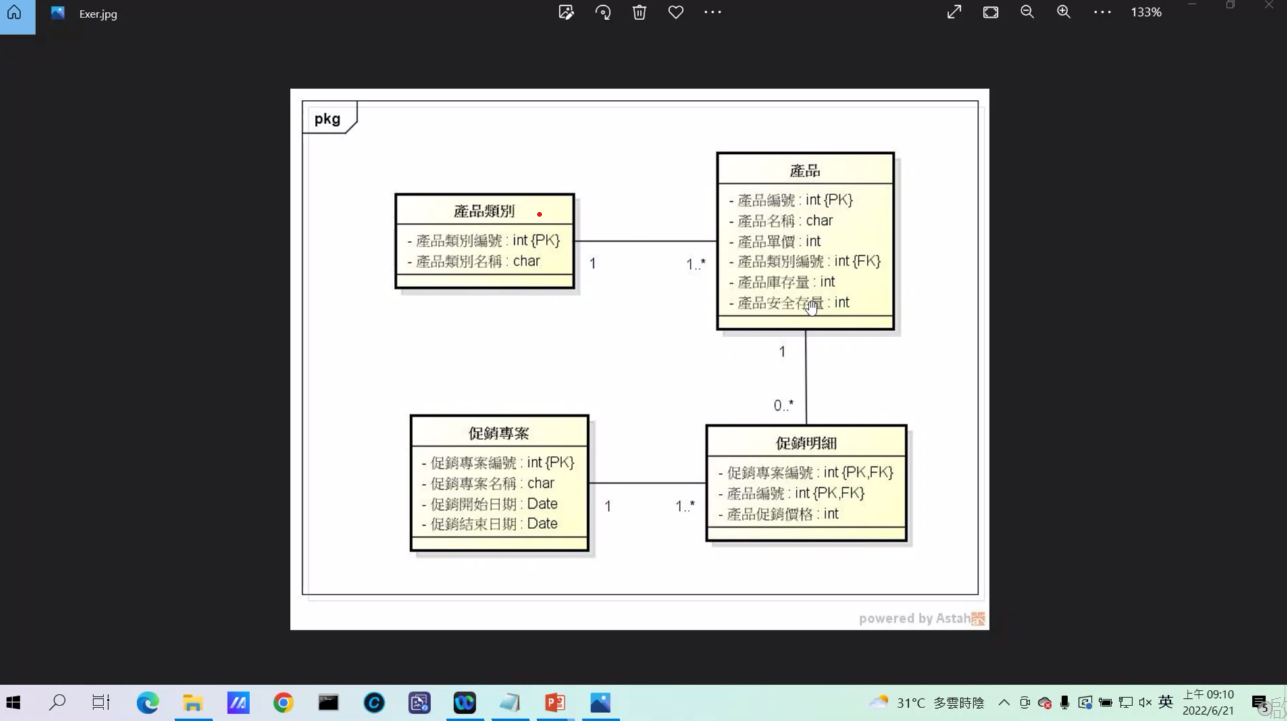 Exer.jpg
133%
pkg
產品類別
- 產品類別編號 : int {PK}
- 產品類別名稱 : char
1
1..*
產品
- 產品編號 : int {PK}
- 產品名稱 : char
- 產品單價 : int
- 產品類別編號 : int {FK}
- 產品庫存量 : int
- 產品安全存量 : int
1
0..*
促銷專案
- 促銷專案編號 : int {PK}
- 促銷專案名稱 : char
- 促銷開始日期 : Date
- 促銷結束日期 : Date
1
1..*
促銷明細
- 促銷專案編號 : int {PK,FK}
- 產品編號 : int {PK,FK}
- 產品促銷價格 : int
powered by Astah
31°C 多雲時陰
英
上午 09:10
2022/6/21